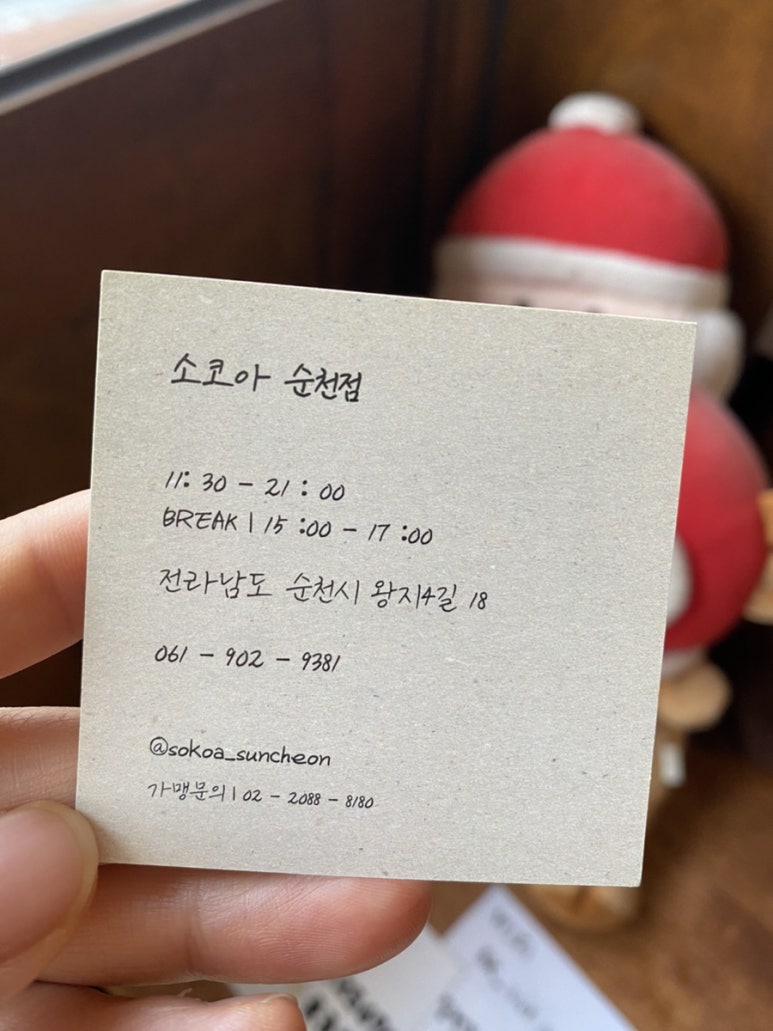 소코아 순천점
11:30 - 21:00
BREAK | 15:00 - 17:00
전라남도 순천시 왕지4길 18
061 - 902 - 9381
@sokoa_suncheon
가맹문의 | 02 - 2088 - 8180